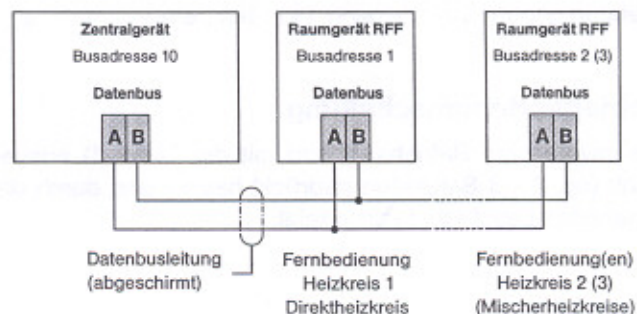 Zentralgerät
Busadresse 10
Datenbus
A B
Raumgerät RFF
Busadresse 1
Datenbus
A B
Raumgerät RFF
Busadresse 2 (3)
Datenbus
A B
Datenbusleitung
(abgeschirmt)
Fernbedienung
Heizkreis 1
Direktheizkreis
Fernbedienung(en)
Heizkreis 2 (3)
(Mischerheizkreise)